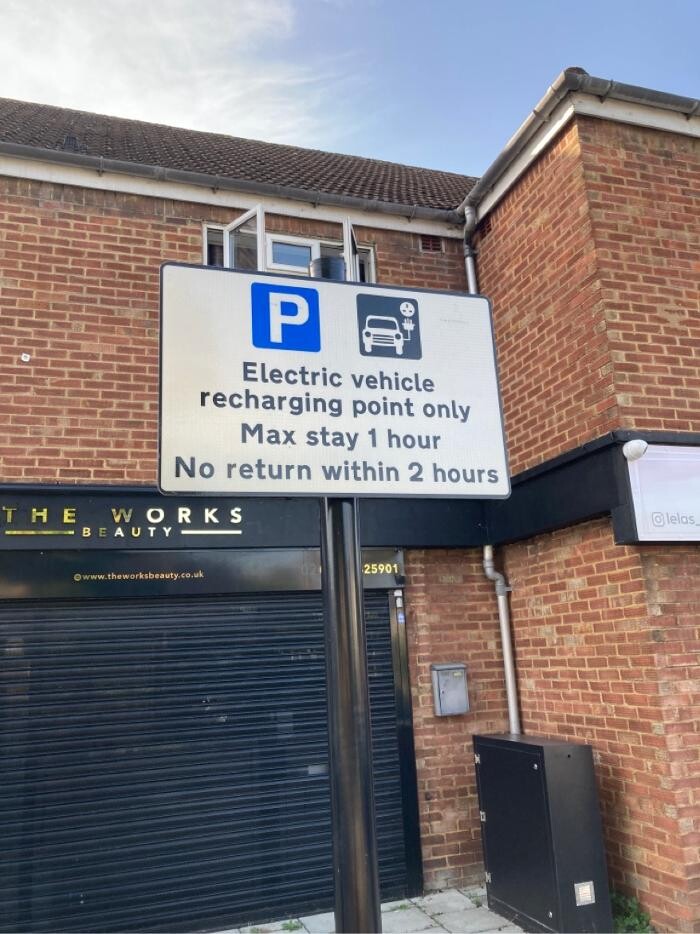 P
Electric vehicle
recharging point only
Max stay 1 hour
No return within 2 hours
THE WORKS
BEAUTY
www.theworksbeauty.co.uk
25901
lelas_